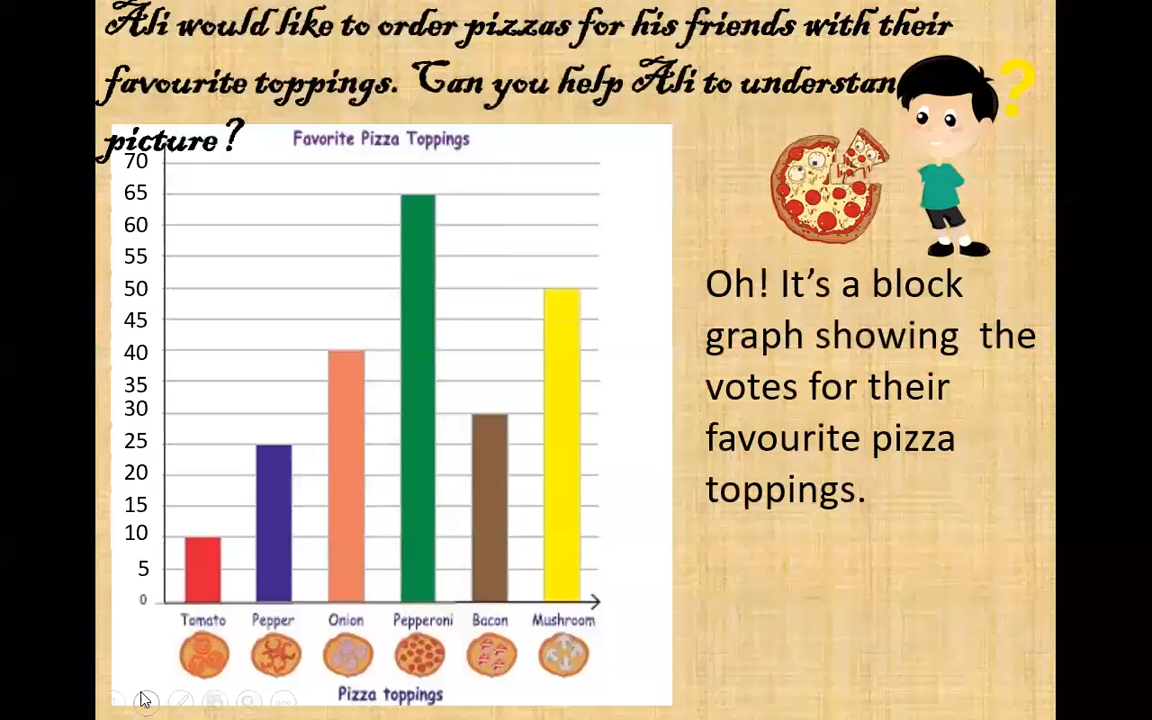 Ali would like to order pizzas for his friends with their
favourite toppings. Can you help Ali to understan
picture?
Favorite Pizza Toppings
70
65
60
55
50
45
40
35
30
25
20
15
10
5
0
Tomato Pepper Onion Pepperoni Bacon Mushroom
Pizza toppings
?
Oh! It’s a block
graph showing the
votes for their
favourite pizza
toppings.